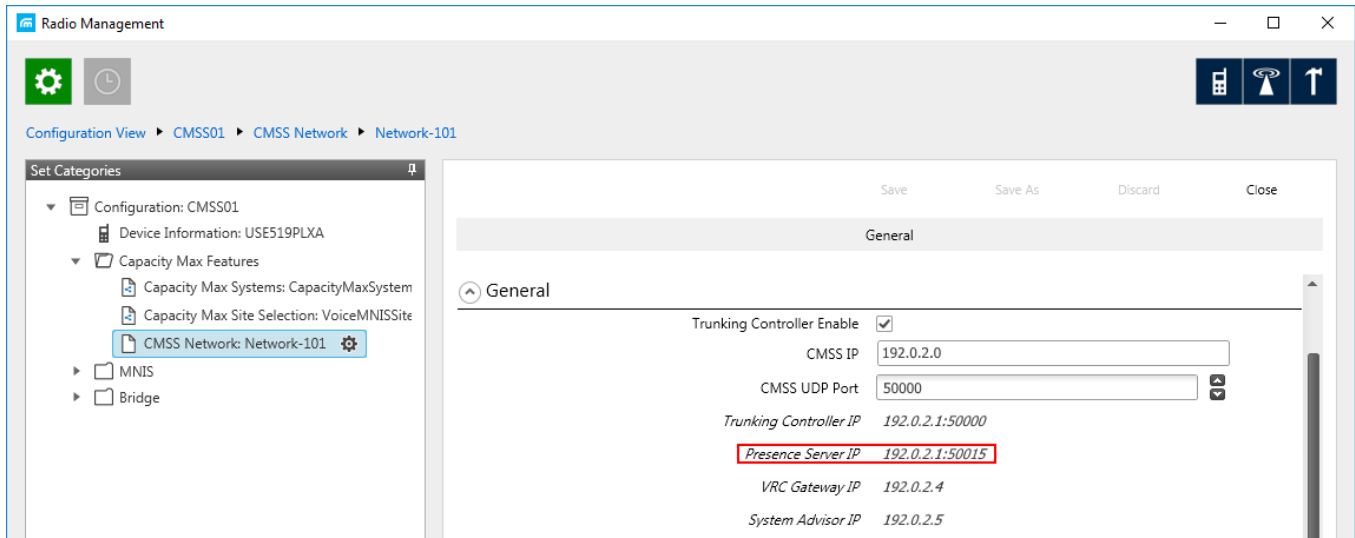 Radio Management
Configuration View ▸ CMSS01 ▸ CMSS Network ▸ Network-101
Set Categories
Configuration: CMSS01
Device Information: USE519PLXA
Capacity Max Features
Capacity Max Systems: CapacityMaxSystem
Capacity Max Site Selection: VoiceMNISSite
CMSS Network: Network-101
MNIS
Bridge
Save Save As Discard Close
General
General
Trunking Controller Enable
CMSS IP 192.0.2.0
CMSS UDP Port 50000
Trunking Controller IP 192.0.2.1:50000
Presence Server IP 192.0.2.1:50015
VRC Gateway IP 192.0.2.4
System Advisor IP 192.0.2.5